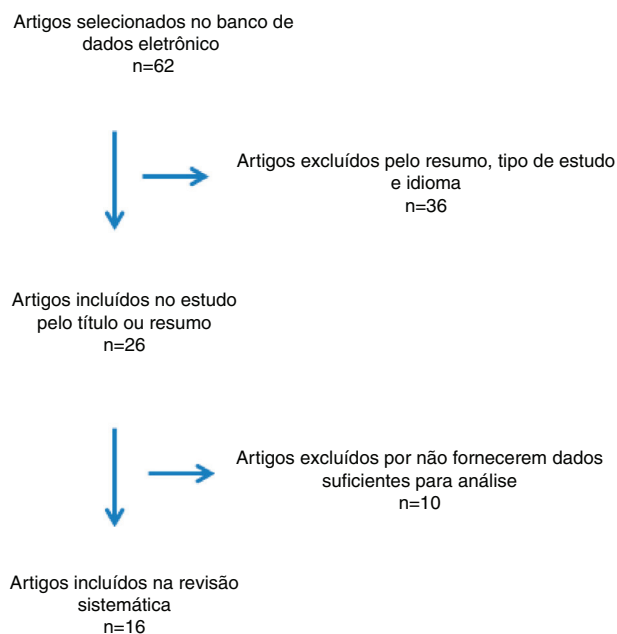 Artigos selecionados no banco de
dados eletrônico
n=62
Artigos excluídos pelo resumo, tipo de estudo
e idioma
n=36
Artigos incluídos no estudo
pelo título ou resumo
n=26
Artigos excluídos por não fornecerem dados
suficientes para análise
n=10
Artigos incluídos na revisão
sistemática
n=16